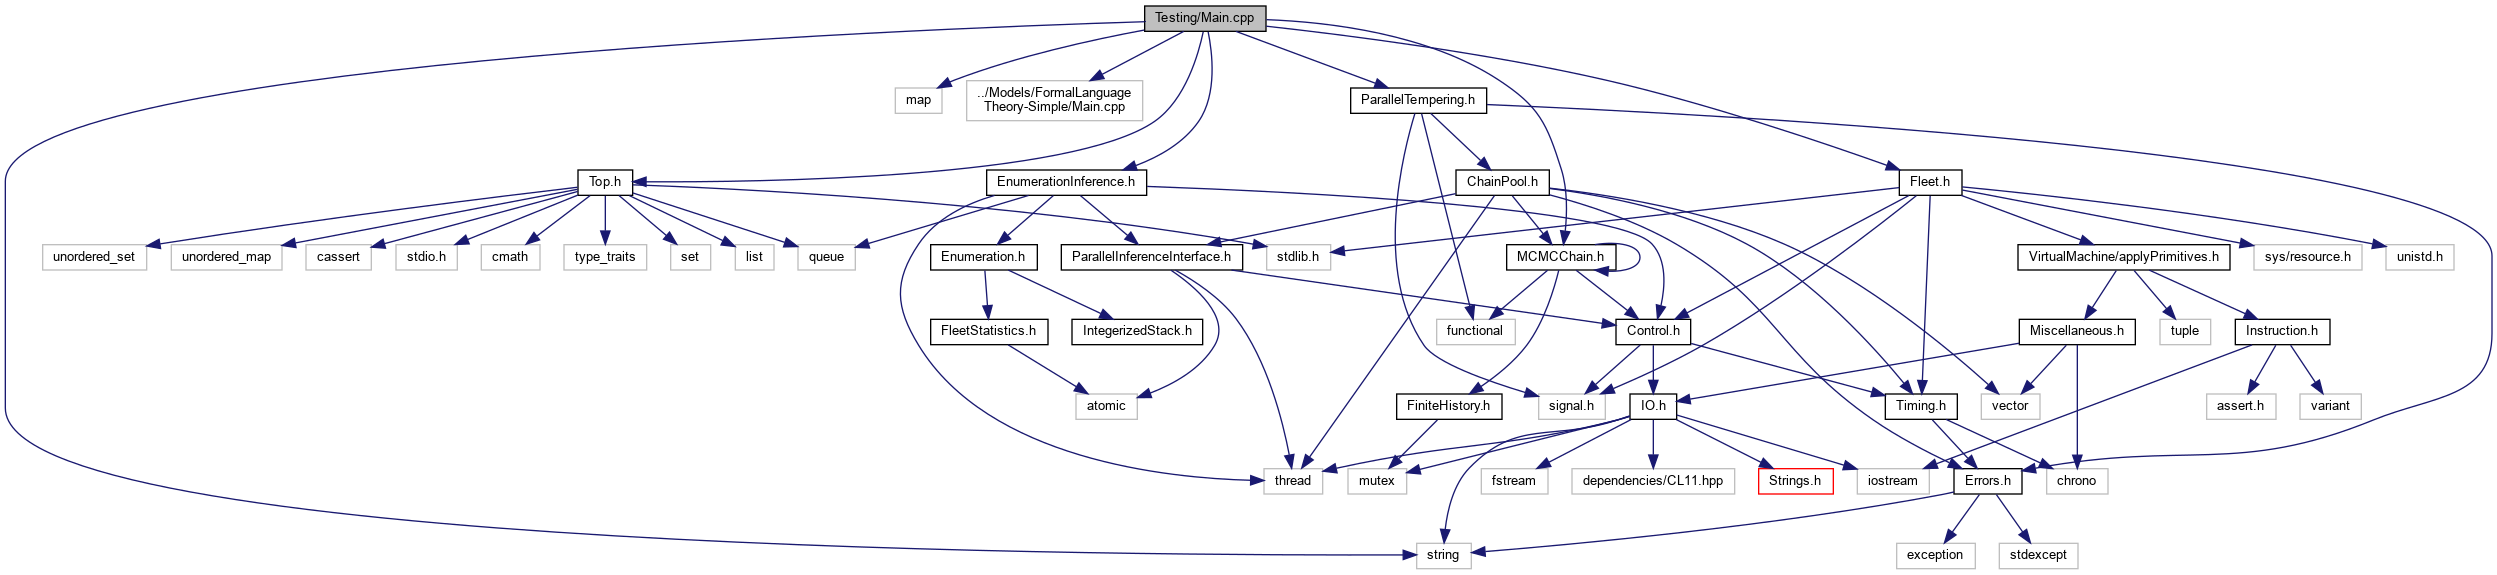 Testing/Main.cpp
map
../Models/FormalLanguage
Theory-Simple/Main.cpp
ParallelTempering.h
Top.h
EnumerationInference.h
ChainPool.h
Fleet.h
unordered_set
unordered_map
cassert
stdio.h
cmath
type_traits
set
list
queue
Enumeration.h
ParallelInferenceInterface.h
stdlib.h
MCMCChain.h
VirtualMachine/applyPrimitives.h
sys/resource.h
unistd.h
FleetStatistics.h
IntegerizedStack.h
functional
Control.h
Miscellaneous.h
tuple
Instruction.h
atomic
FiniteHistory.h
signal.h
IO.h
Timing.h
vector
assert.h
variant
thread
mutex
fstream
dependencies/CL11.hpp
Strings.h
iostream
Errors.h
chrono
string
exception
stdexcept